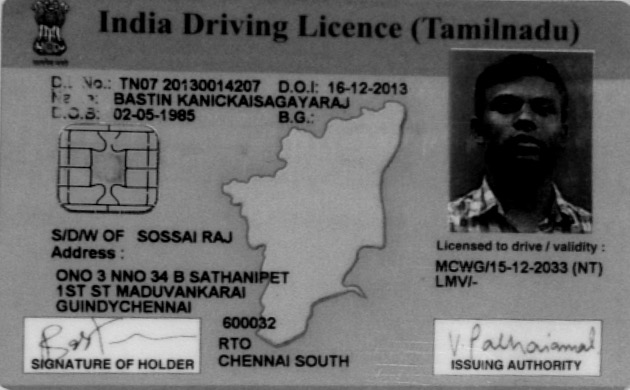 India Driving Licence (Tamilnadu)
D.L. No.: TN07 20130014207 D.O.I: 16-12-2013
Name: BASTIN KANICKAISAGAYARAJ
D.O.B: 02-05-1985 B.G.:
S/D/W OF SOSSAI RAJ
Address :
ONO 3 NNO 34 B SATHANIPET
1ST ST MADUVANKARAI
GUINDYCHENNAI
600032
RTO
CHENNAI SOUTH
SIGNATURE OF HOLDER
Licensed to drive / validity :
MCWG/15-12-2033 (NT)
LMV/-
ISSUING AUTHORITY